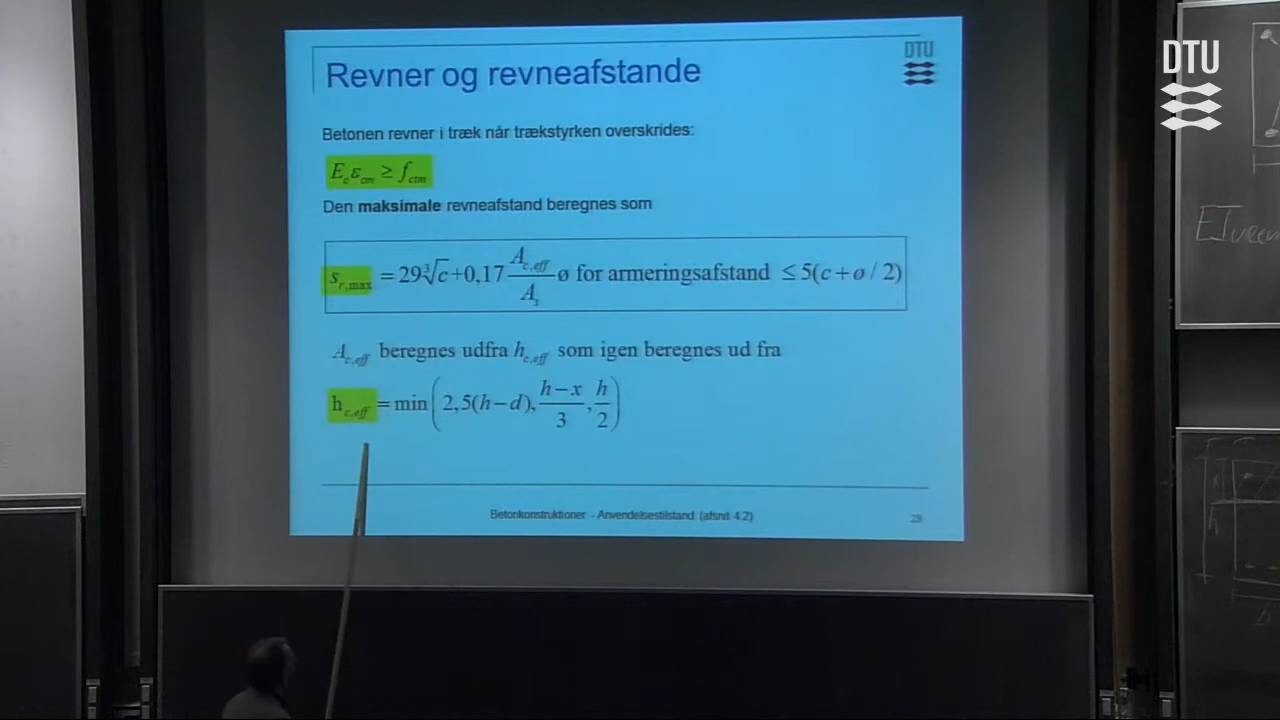 DTU
DTU
Revner og revneafstande
Betonen revner i træk når trækstyrken overskrides:
E_c ε_cm ≥ f_ctm
Den maksimale revneafstand beregnes som
s_r,max = 29∛c + 0,17 A_c,eff / A_s ø for armeringsafstand ≤ 5(c + ø / 2)
A_c,eff beregnes udfra h_c,eff som igen beregnes ud fra
h_c,eff = min(2,5(h − d), (h − x)/3, h/2)
Betonkonstruktioner - Anvendelsestilstand. (afsnit 4.2)